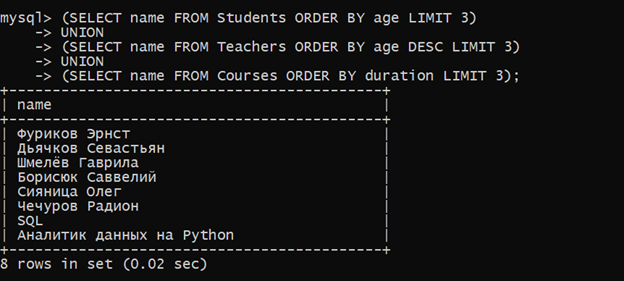 mysql> (SELECT name FROM Students ORDER BY age LIMIT 3)
-> UNION
-> (SELECT name FROM Teachers ORDER BY age DESC LIMIT 3)
-> UNION
-> (SELECT name FROM Courses ORDER BY duration LIMIT 3);
+------------------------------------------+
| name |
+------------------------------------------+
| Фуриков Эрнст |
| Дьячков Севастьян |
| Шмелёв Гаврила |
| Борисюк Саввелий |
| Сияница Олег |
| Чечуров Радион |
| SQL |
| Аналитик данных на Python |
+------------------------------------------+
8 rows in set (0.02 sec)